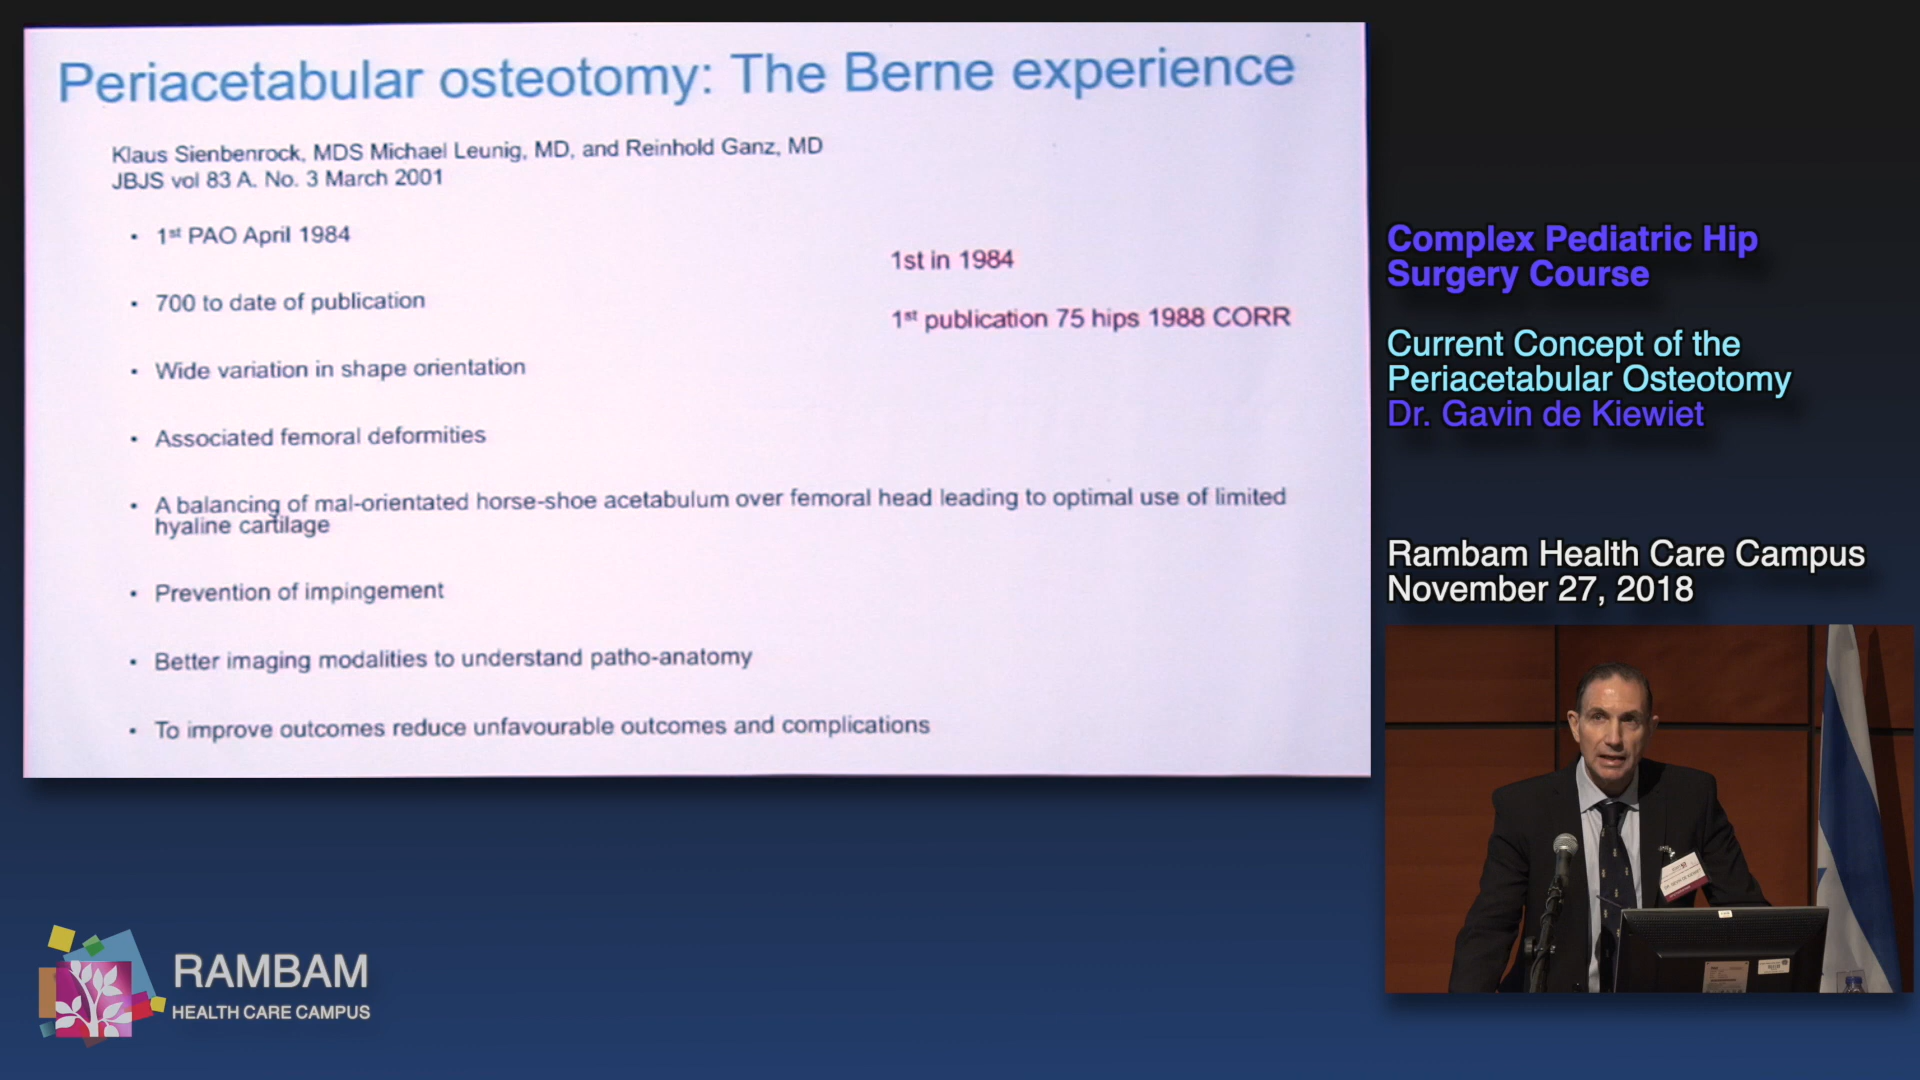 Periacetabular osteotomy: The Berne experience
Klaus Sienbenrock, MDS Michael Leunig, MD, and Reinhold Ganz, MD
JBJS vol 83 A. No. 3 March 2001
• 1st PAO April 1984
• 700 to date of publication
• Wide variation in shape orientation
• Associated femoral deformities
• A balancing of mal-orientated horse-shoe acetabulum over femoral head leading to optimal use of limited
hyaline cartilage
• Prevention of impingement
• Better imaging modalities to understand patho-anatomy
• To improve outcomes reduce unfavourable outcomes and complications
1st in 1984
1st publication 75 hips 1988 CORR
Complex Pediatric Hip
Surgery Course
Current Concept of the
Periacetabular Osteotomy
Dr. Gavin de Kiewiet
Rambam Health Care Campus
November 27, 2018
RAMBAM
HEALTH CARE CAMPUS